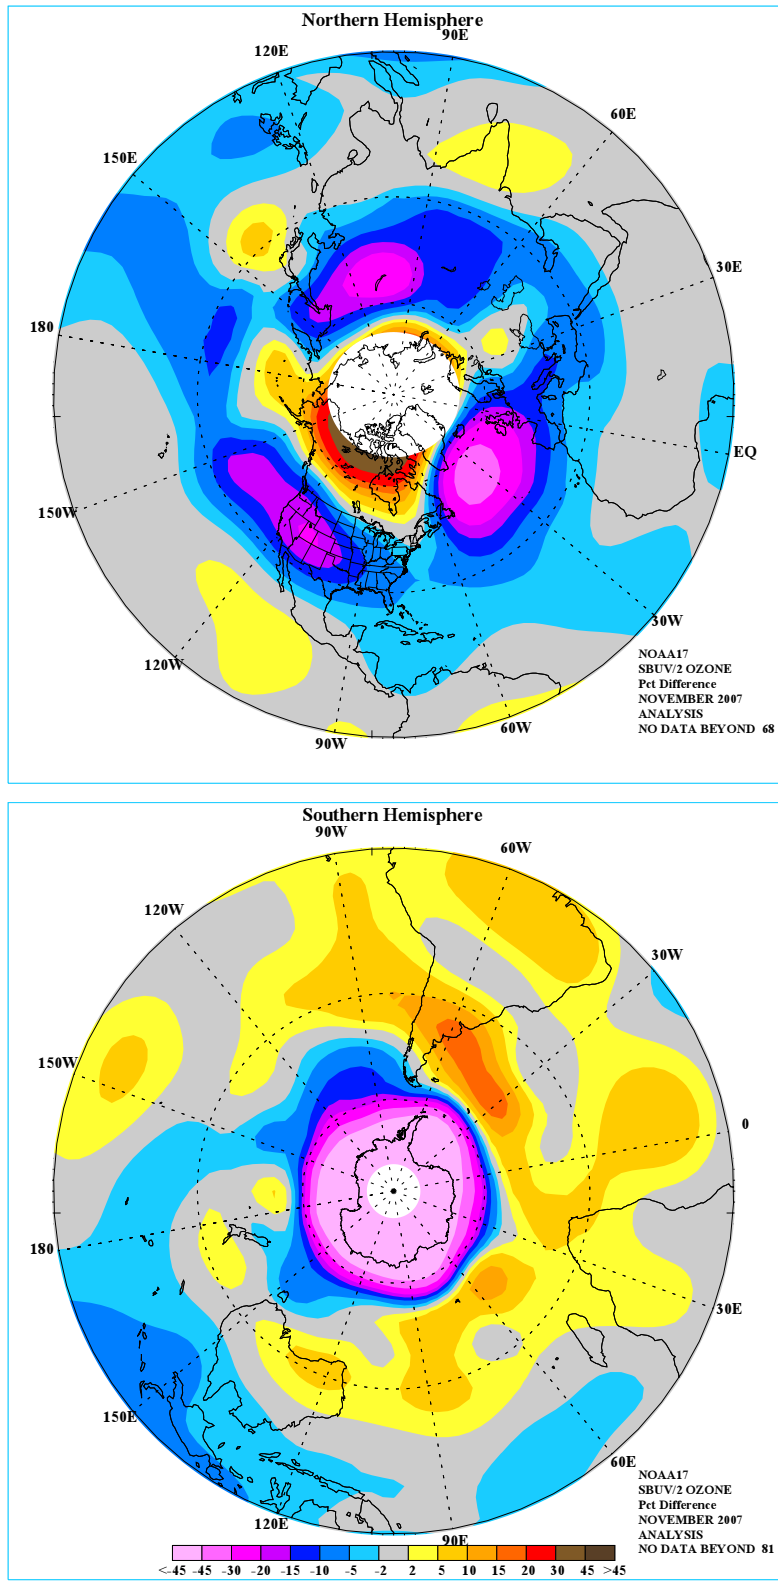 Northern Hemisphere
90E
120E
60E
150E
30E
180
EQ
150W
30W
120W
60W
90W
NOAA17
SBUV/2 OZONE
Pct Difference
NOVEMBER 2007
ANALYSIS
NO DATA BEYOND 68
Southern Hemisphere
90W
60W
120W
30W
150W
0
180
30E
150E
60E
120E
90E
NOAA17
SBUV/2 OZONE
Pct Difference
NOVEMBER 2007
ANALYSIS
NO DATA BEYOND 81
<-45 -45 -30 -20 -15 -10 -5 -2 2 5 10 15 20 30 45 >45